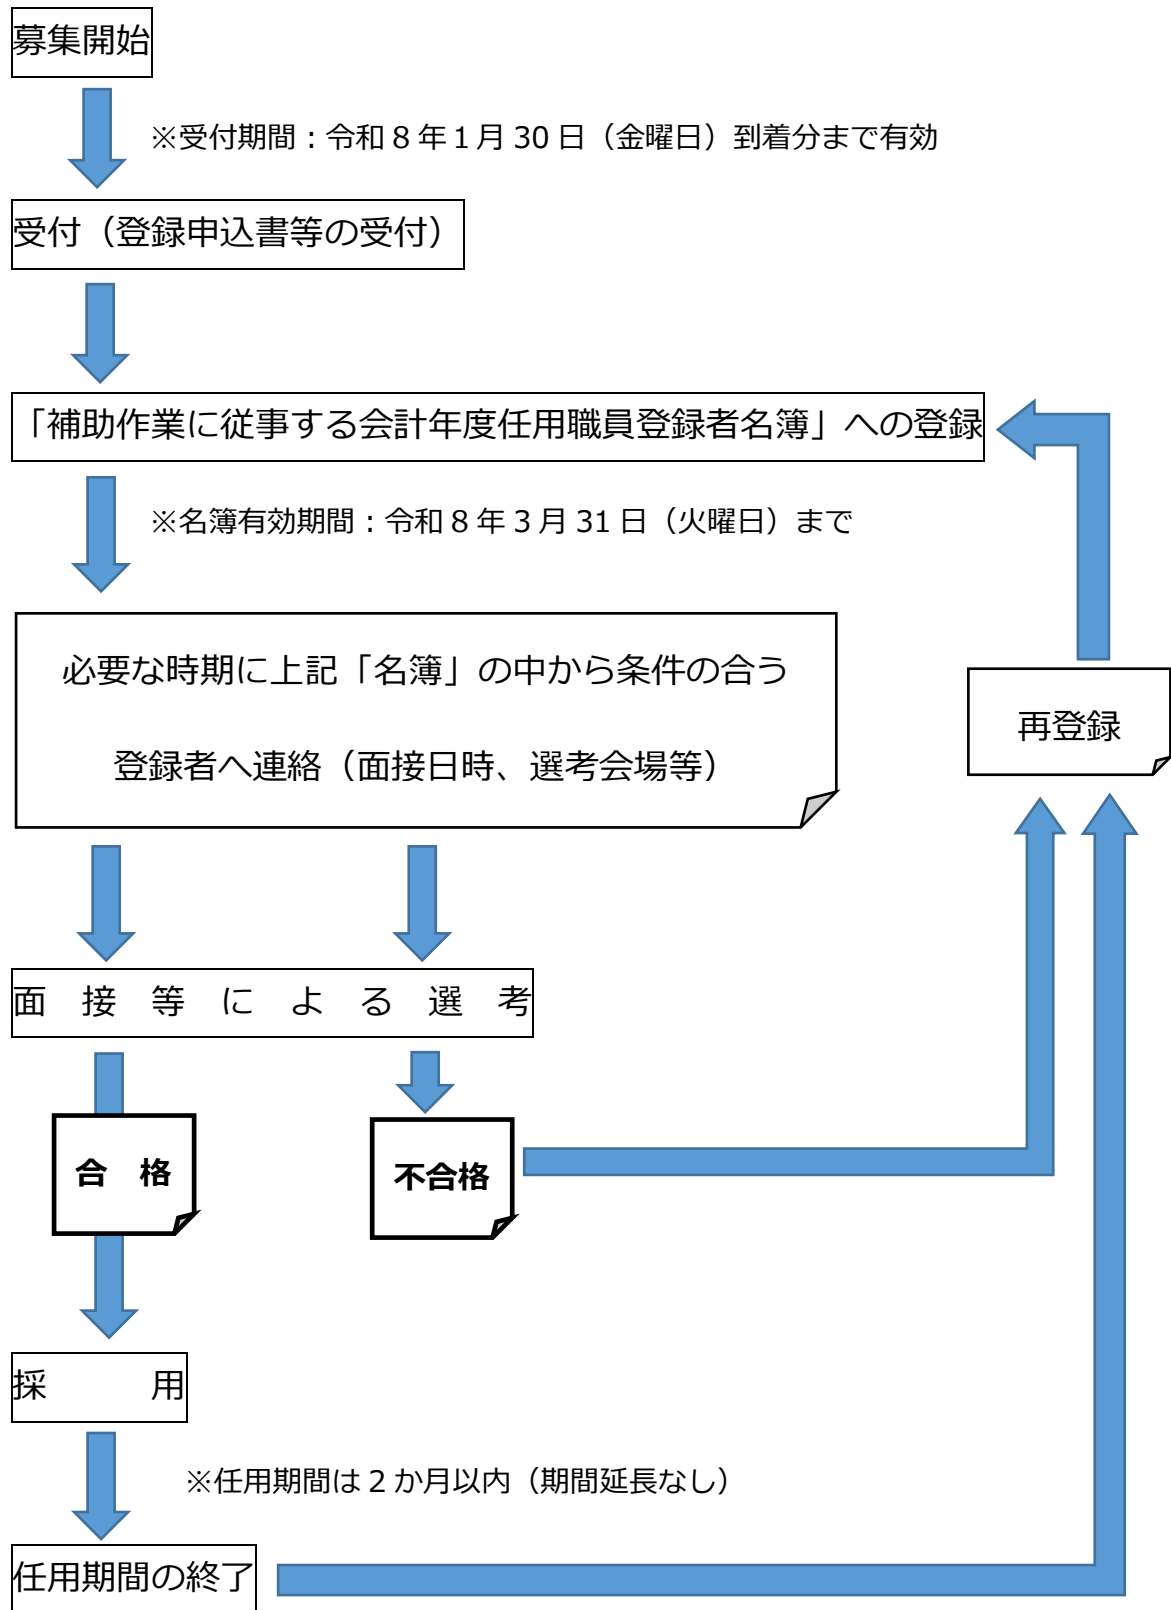 募集開始
※受付期間：令和８年１月 30 日（金曜日）到着分まで有効
受付（登録申込書等の受付）
「補助作業に従事する会計年度任用職員登録者名簿」への登録
※名簿有効期間：令和８年３月 31 日（火曜日）まで
必要な時期に上記「名簿」の中から条件の合う
登録者へ連絡（面接日時、選考会場等）
再登録
面　接　等　に　よ　る　選　考
合　格
不合格
採　　　用
※任用期間は２か月以内（期間延長なし）
任用期間の終了